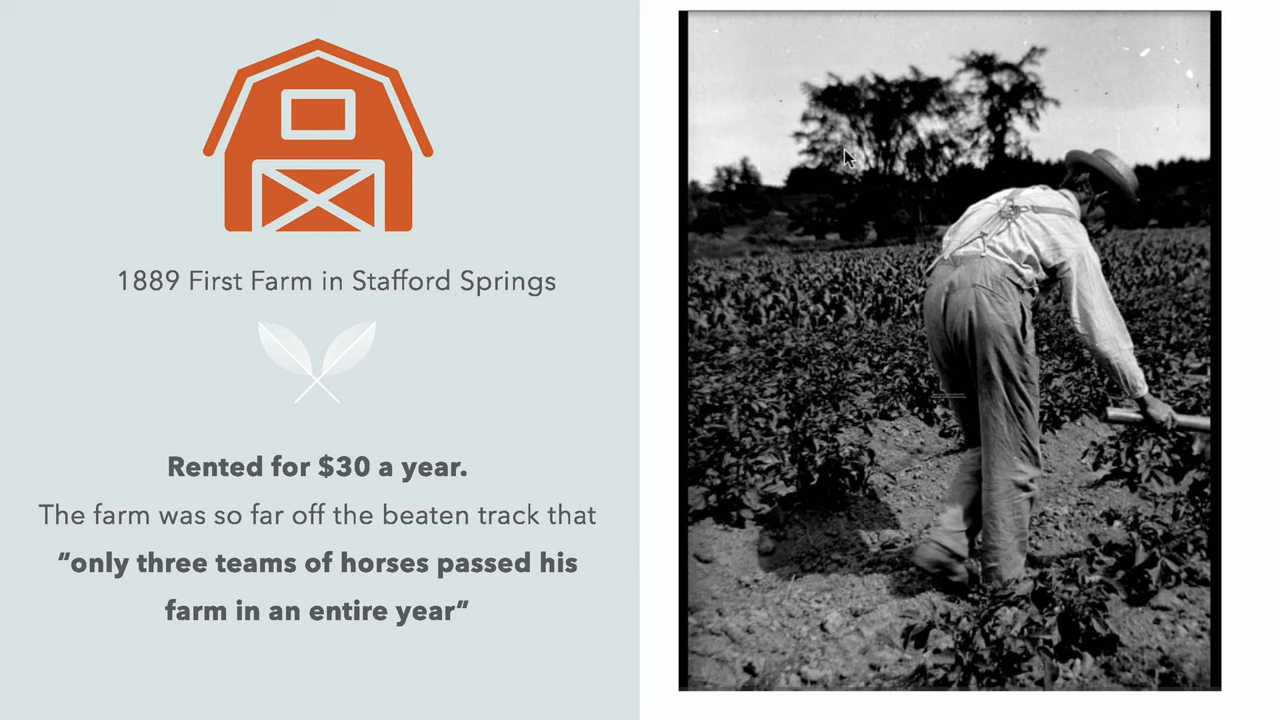 1889 First Farm in Stafford Springs
Rented for $30 a year.
The farm was so far off the beaten track that
"only three teams of horses passed his
farm in an entire year"